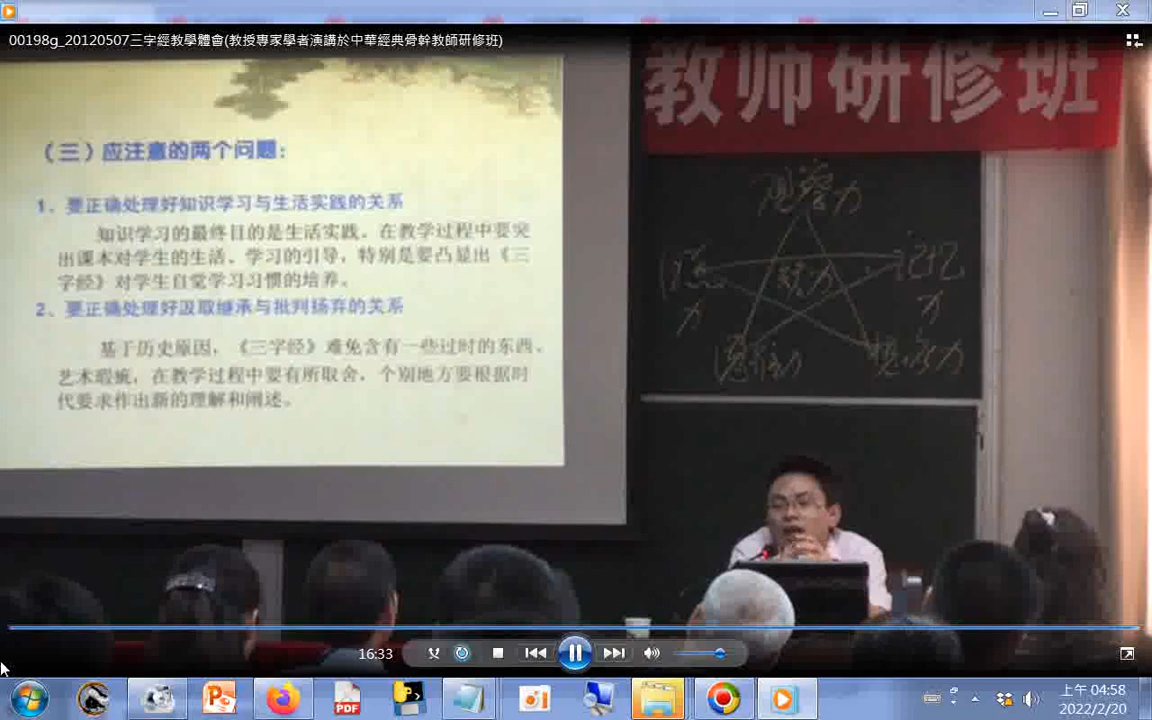 00198g_20120507三字經教學體會(教授專家學者演講於中華經典骨幹教師研修班)
教师研修班
（三）应注意的两个问题：
1、要正确处理好知识学习与生活实践的关系
知识学习的最终目的是生活实践。在教学过程中要突
出课本对学生的生活、学习的引导，特别是要凸显出《三
字经》对学生自觉学习习惯的培养。
2、要正确处理好汲取继承与批判扬弃的关系
基于历史原因，《三字经》难免含有一些过时的东西、
艺术瑕疵，在教学过程中要有所取舍，个别地方要根据时
代要求作出新的理解和阐述。
观察力
记忆
力
想像力
16:33
PDF
上午 04:58
2022/2/20